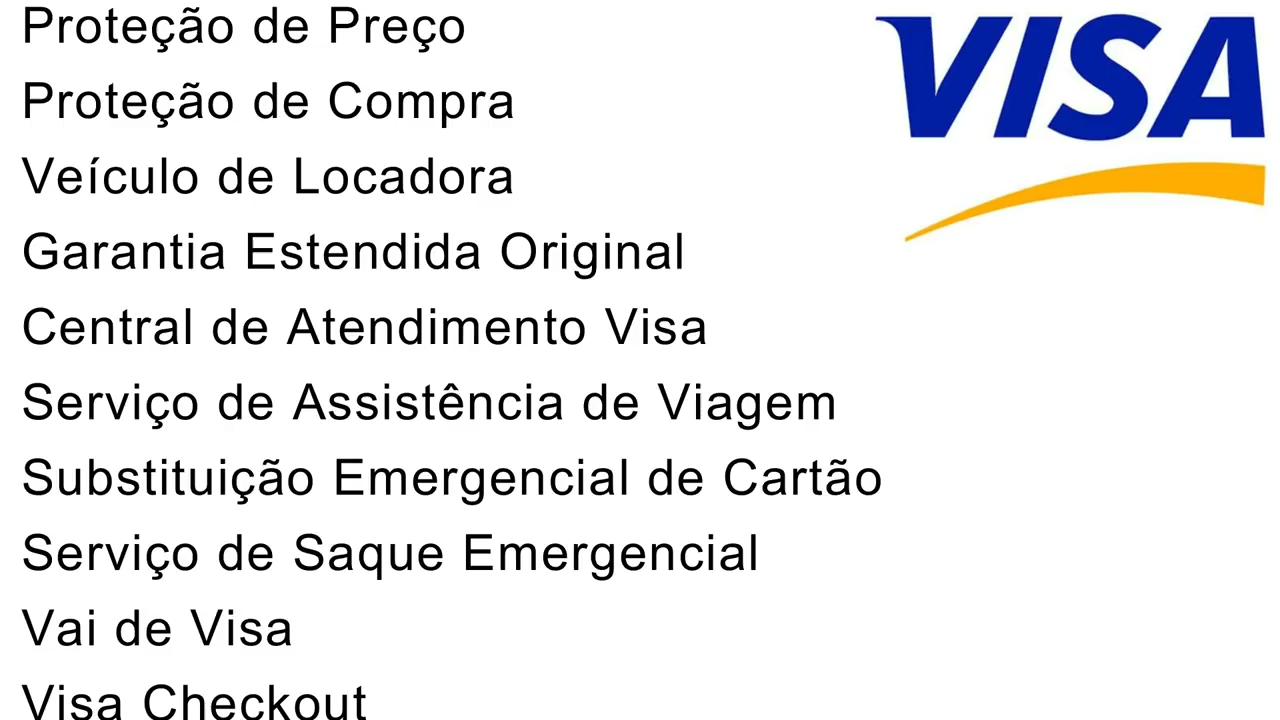 Proteção de Preço
VISA
Proteção de Compra
Veículo de Locadora
Garantia Estendida Original
Central de Atendimento Visa
Serviço de Assistência de Viagem
Substituição Emergencial de Cartão
Serviço de Saque Emergencial
Vai de Visa
Visa Checkout